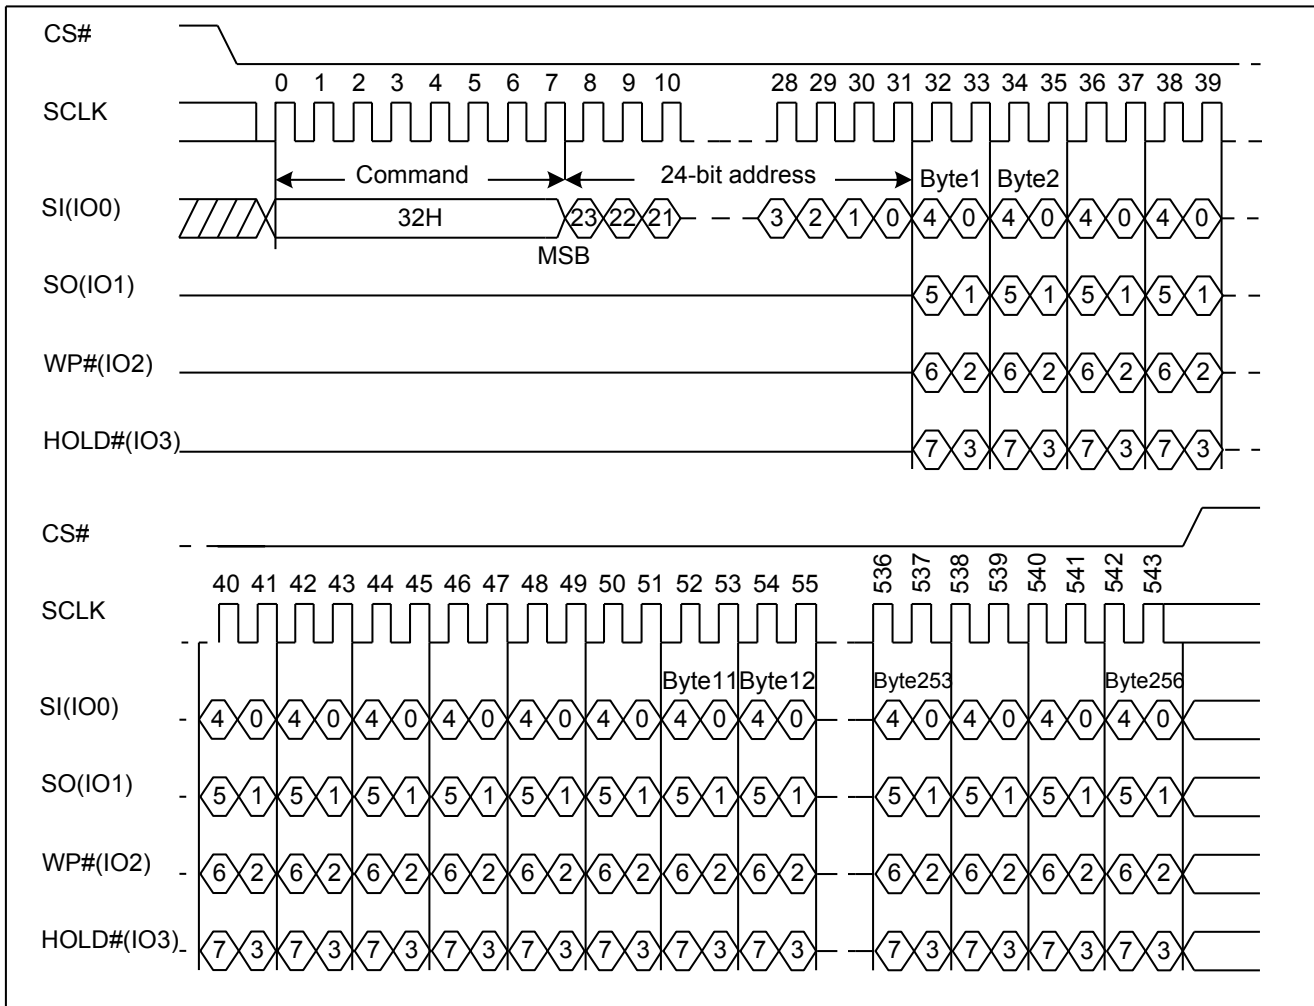 CS#
0 1 2 3 4 5 6 7 8 9 10 28 29 30 31 32 33 34 35 36 37 38 39
SCLK
Command 24-bit address Byte1 Byte2
SI(IO0) 32H 23 22 21 3 2 1 0 4 0 4 0 4 0 4 0
MSB
SO(IO1) 5 1 5 1 5 1 5 1
WP#(IO2) 6 2 6 2 6 2 6 2
HOLD#(IO3) 7 3 7 3 7 3 7 3
CS#
40 41 42 43 44 45 46 47 48 49 50 51 52 53 54 55 536 537 538 539 540 541 542 543
SCLK
Byte11 Byte12 Byte253 Byte256
SI(IO0) 4 0 4 0 4 0 4 0 4 0 4 0 4 0 4 0 4 0 4 0 4 0 4 0
SO(IO1) 5 1 5 1 5 1 5 1 5 1 5 1 5 1 5 1 5 1 5 1 5 1 5 1
WP#(IO2) 6 2 6 2 6 2 6 2 6 2 6 2 6 2 6 2 6 2 6 2 6 2 6 2
HOLD#(IO3) 7 3 7 3 7 3 7 3 7 3 7 3 7 3 7 3 7 3 7 3 7 3 7 3